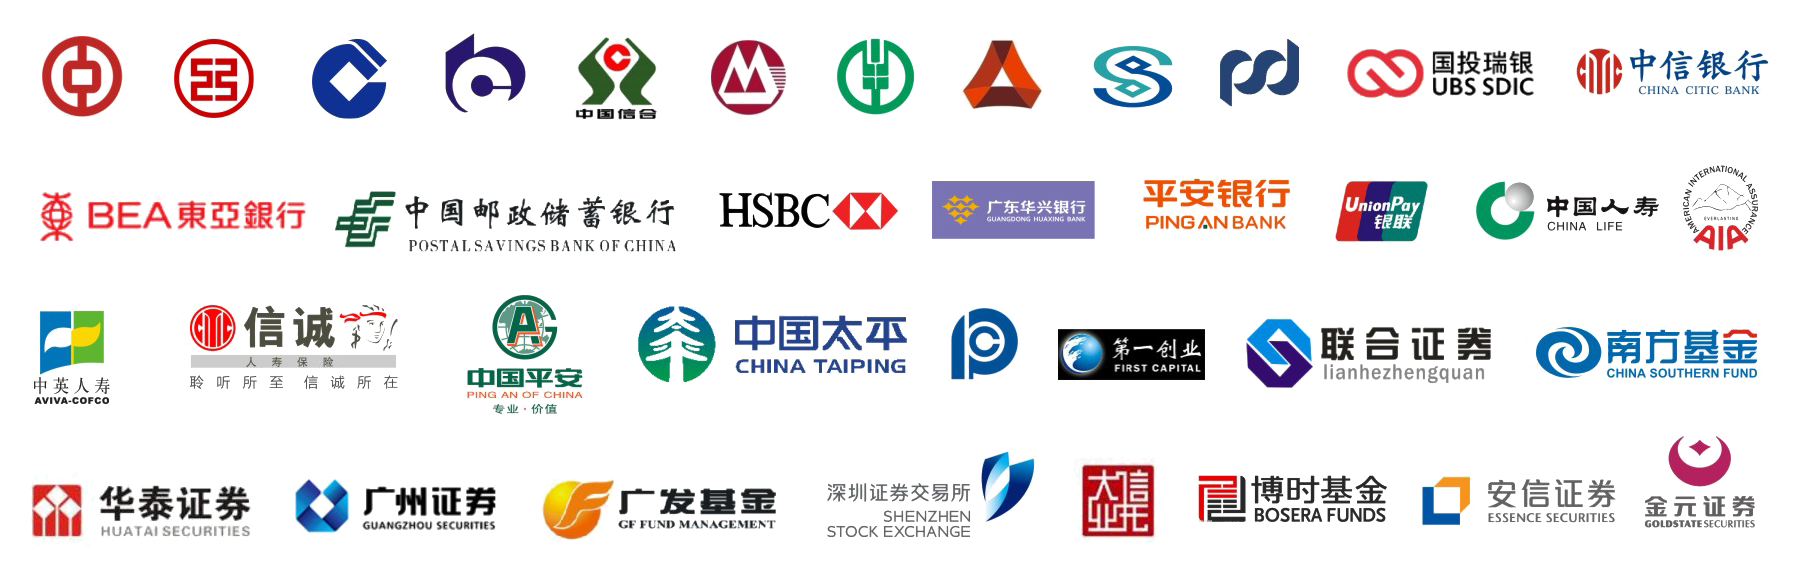 中国信合
国投瑞银
UBS SDIC
中信银行
CHINA CITIC BANK
BEA東亞銀行
中国邮政储蓄银行
POSTAL SAVINGS BANK OF CHINA
HSBC
广东华兴银行
GUANGDONG HUAXING BANK
平安银行
PING AN BANK
UnionPay
银联
中国人寿
CHINA LIFE
AMERICAN INTERNATIONAL ASSURANCE
EVERLASTING
AIA
中英人寿
AVIVA-COFCO
信诚
人寿保险
聆听所至 信诚所在
中国平安
PING AN OF CHINA
专业·价值
中国太平
CHINA TAIPING
第一创业
FIRST CAPITAL
联合证券
lianhezhengquan
南方基金
CHINA SOUTHERN FUND
华泰证券
HUATAI SECURITIES
广州证券
GUANGZHOU SECURITIES
广发基金
GF FUND MANAGEMENT
深圳证券交易所
SHENZHEN
STOCK EXCHANGE
博时基金
BOSERA FUNDS
安信证券
ESSENCE SECURITIES
金元证券
GOLDSTATE SECURITIES